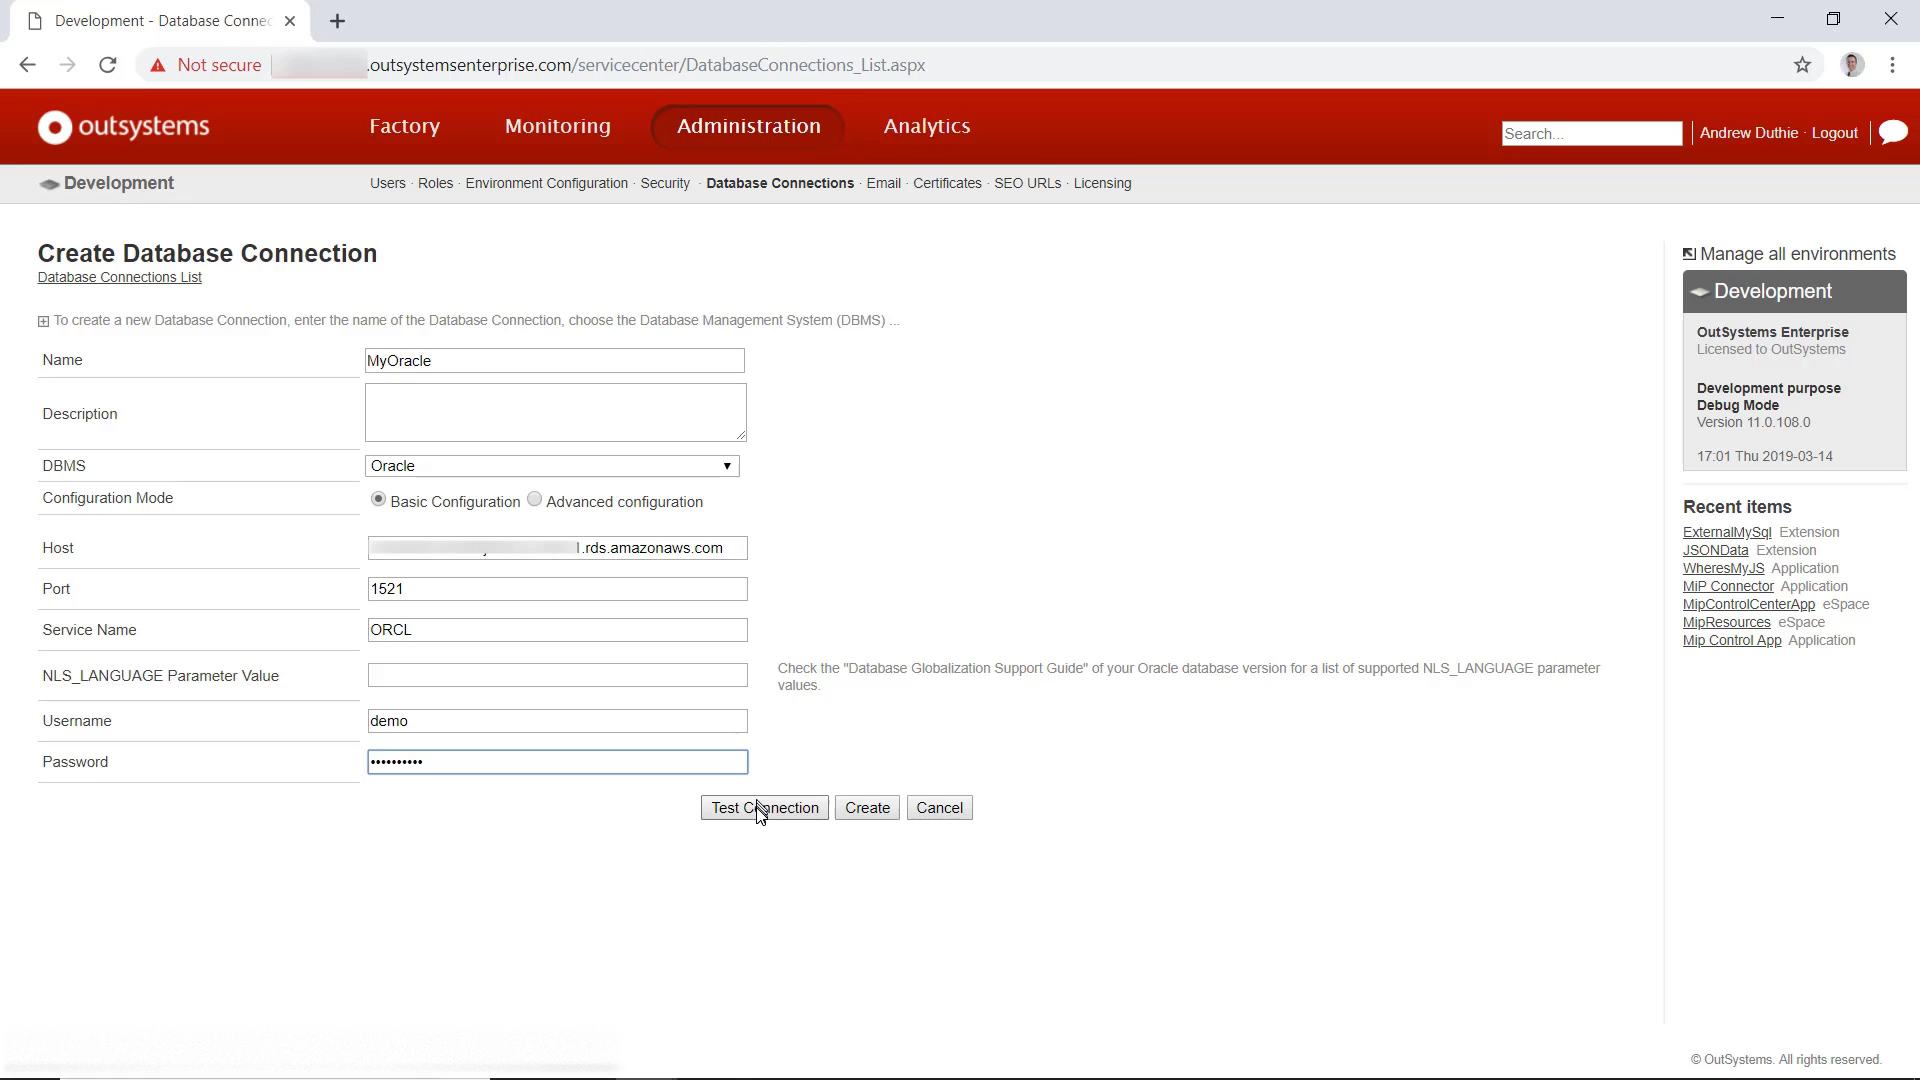 Development - Database Connec
Not secure
.outsystemsenterprise.com/servicecenter/DatabaseConnections_List.aspx
outsystems
Factory
Monitoring
Administration
Analytics
Search...
Andrew Duthie · Logout
Development
Users · Roles · Environment Configuration · Security · Database Connections · Email · Certificates · SEO URLs · Licensing
Create Database Connection
Database Connections List
To create a new Database Connection, enter the name of the Database Connection, choose the Database Management System (DBMS) ...
Name
MyOracle
Description
DBMS
Oracle
Configuration Mode
Basic Configuration
Advanced configuration
Host
.rds.amazonaws.com
Port
1521
Service Name
ORCL
NLS_LANGUAGE Parameter Value
Check the "Database Globalization Support Guide" of your Oracle database version for a list of supported NLS_LANGUAGE parameter
values.
Username
demo
Password
••••••••••
Test Connection
Create
Cancel
Manage all environments
Development
OutSystems Enterprise
Licensed to OutSystems
Development purpose
Debug Mode
Version 11.0.108.0
17:01 Thu 2019-03-14
Recent items
ExternalMySql Extension
JSONData Extension
WheresMyJS Application
MiP Connector Application
MipControlCenterApp eSpace
MipResources eSpace
Mip Control App Application
© OutSystems. All rights reserved.